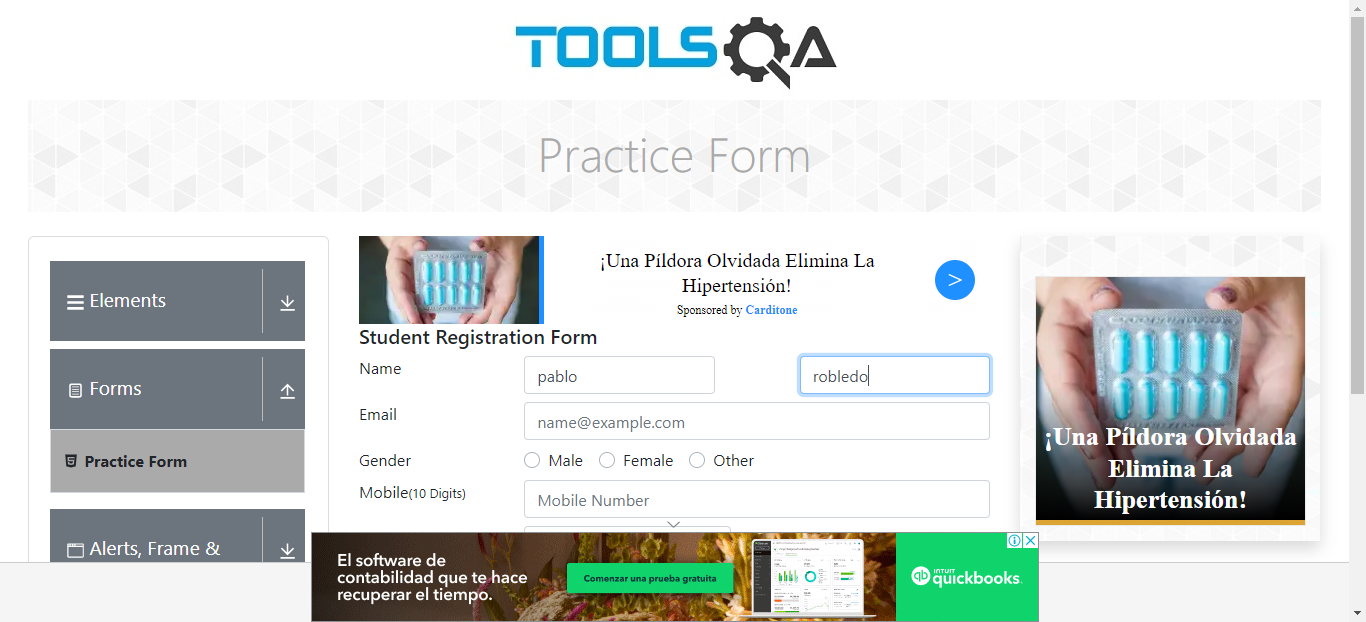 TOOLSQA
Practice Form
Elements
Forms
Practice Form
Alerts, Frame &
¡Una Píldora Olvidada Elimina La
Hipertensión!
Sponsored by Carditone
>
Student Registration Form
Name
pablo
robledo
Email
name@example.com
Gender
Male
Female
Other
Mobile(10 Digits)
Mobile Number
¡Una Píldora Olvidada
Elimina La
Hipertensión!
El software de
contabilidad que te hace
recuperar el tiempo.
Comenzar una prueba gratuita
qb
INTUIT
quickbooks.